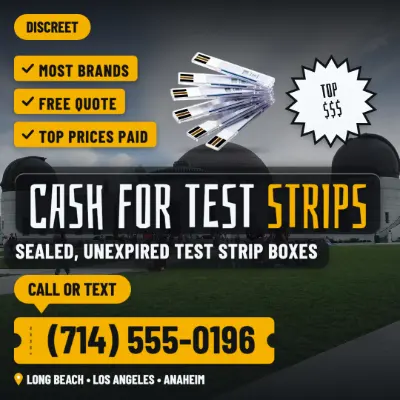 DISCREET
MOST BRANDS
FREE QUOTE
TOP PRICES PAID
TOP
$$$
CASH FOR TEST STRIPS
SEALED, UNEXPIRED TEST STRIP BOXES
CALL OR TEXT
(714) 555-0196
LONG BEACH • LOS ANGELES • ANAHEIM